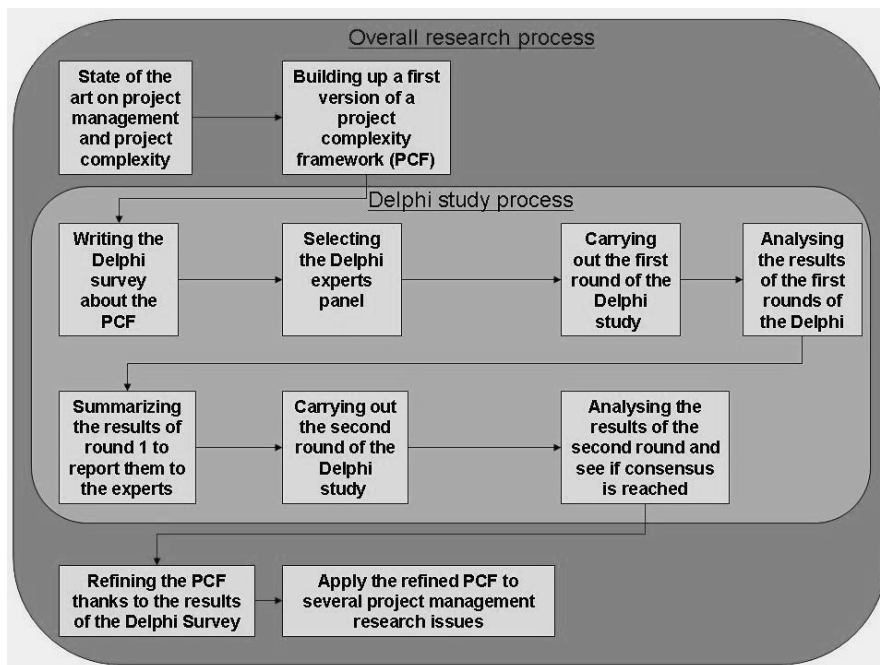 Overall research process
State of the
art on project
management
and project
complexity
Building up a first
version of a
project
complexity
framework (PCF)
Delphi study process
Writing the
Delphi
survey
about the
PCF
Selecting
the Delphi
experts
panel
Carrying
out the first
round of the
Delphi
study
Analysing
the results
of the first
rounds of
the Delphi
Summarizing
the results of
round 1 to
report them to
the experts
Carrying out
the second
round of the
Delphi
study
Analysing the
results of the
second round and
see if consensus
is reached
Refining the PCF
thanks to the results
of the Delphi Survey
Apply the refined PCF to
several project management
research issues